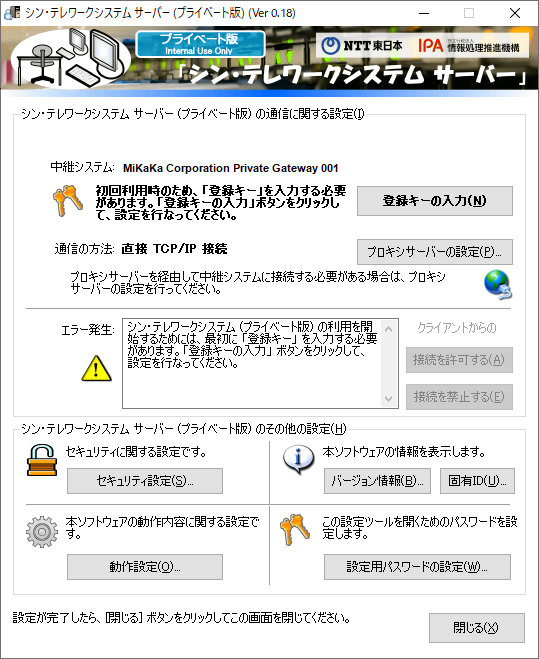 シン・テレワークシステム サーバー (プライベート版) (Ver 0.18)
プライベート版
Internal Use Only
NTT東日本
IPA
独立行政法人
情報処理推進機構
「シン・テレワークシステム サーバー」
シン・テレワークシステム サーバー (プライベート版) の通信に関する設定(I)
中継システム: MiKaKa Corporation Private Gateway 001
初回利用時のため、「登録キー」を入力する必要
があります。「登録キーの入力」ボタンをクリックし
て、設定を行なってください。
登録キーの入力(N)
通信の方法: 直接 TCP/IP 接続
プロキシサーバーの設定(P)...
プロキシサーバーを経由して中継システムに接続する必要がある場合は、プロキシ
サーバーの設定を行ってください。
エラー発生:
シン・テレワークシステム (プライベート版) の利用を開
始するためには、最初に 「登録キー」 を入力する必要
があります。「登録キーの入力」 ボタンをクリックして、
設定を行なってください。
クライアントからの
接続を許可する(A)
接続を禁止する(E)
シン・テレワークシステム サーバー (プライベート版) のその他の設定(H)
セキュリティに関する設定です。
セキュリティ設定(S)...
本ソフトウェアの情報を表示します。
バージョン情報(B)...
固有ID(U)...
本ソフトウェアの動作内容に関する設定で
す。
動作設定(O)...
この設定ツールを開くためのパスワードを設
定します。
設定用パスワードの設定(W)...
設定が完了したら、[閉じる] ボタンをクリックしてこの画面を閉じてください。
閉じる(X)